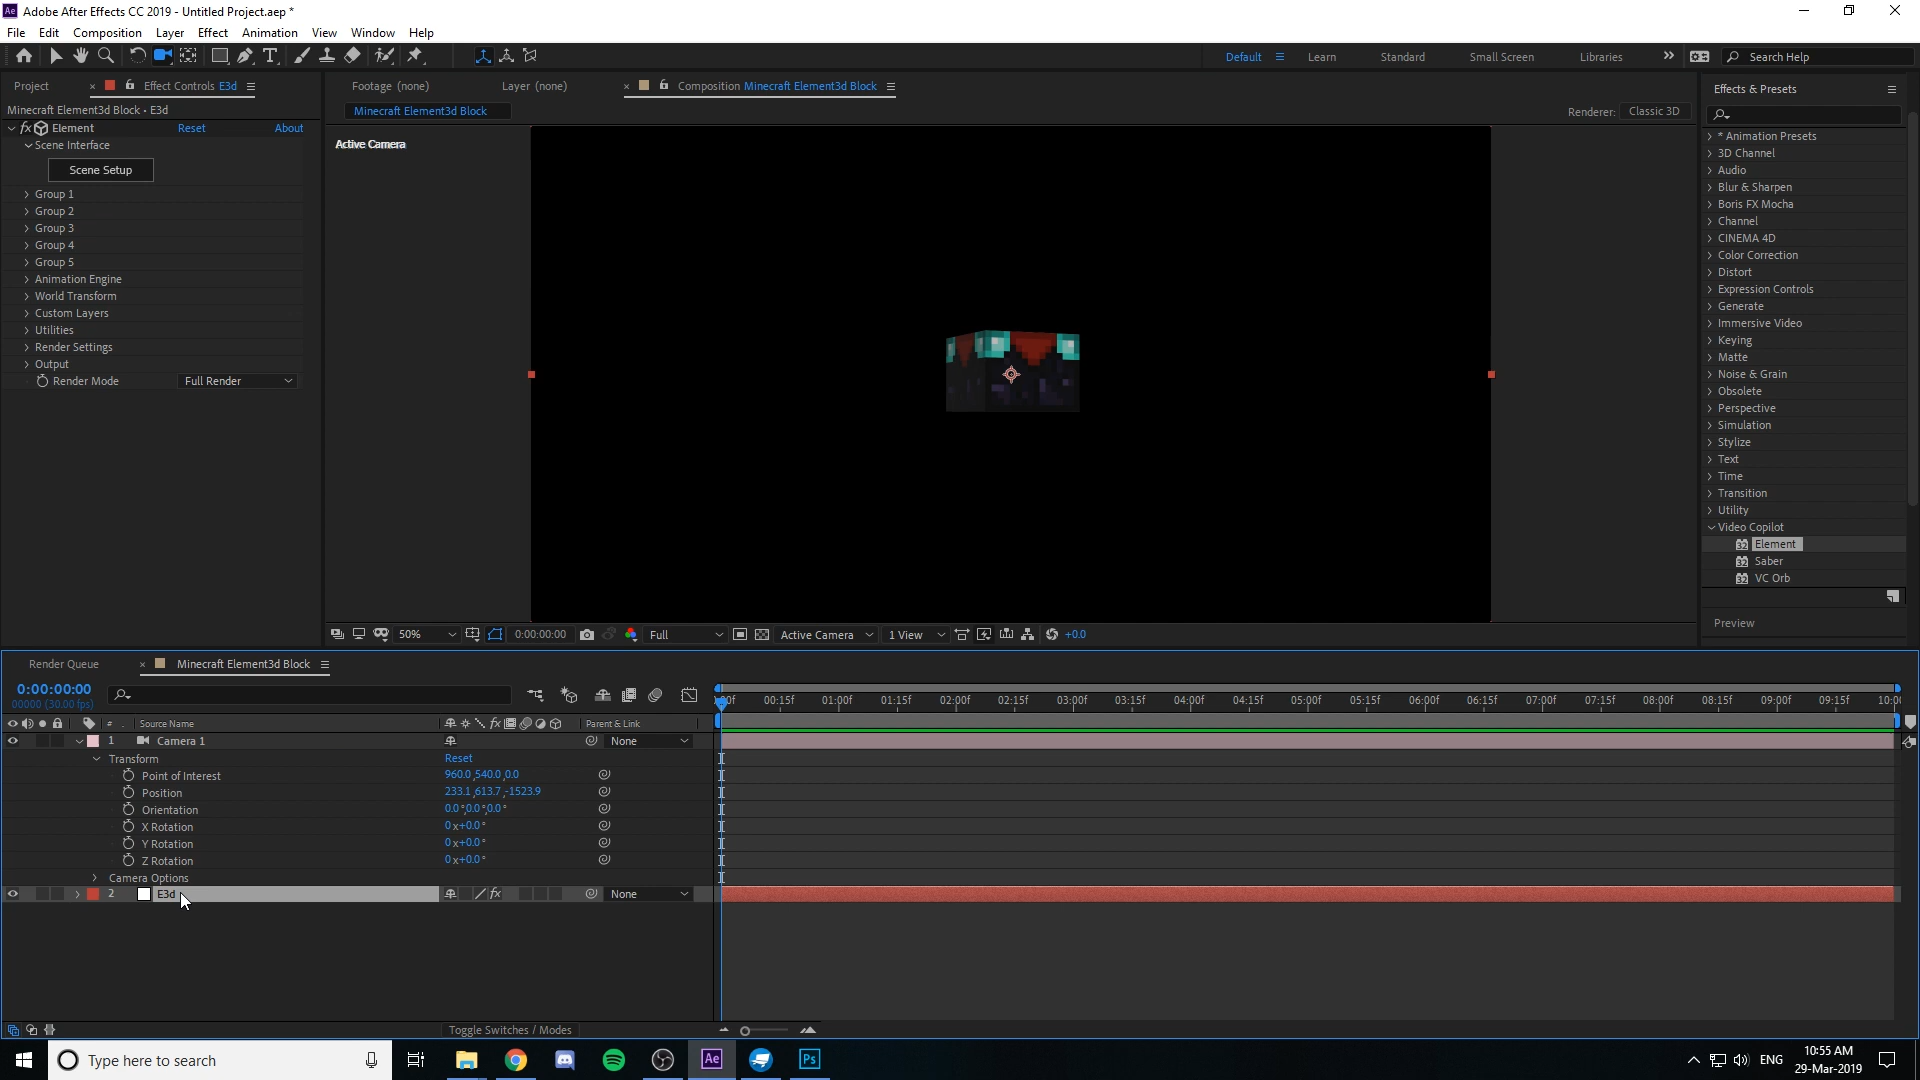 Adobe After Effects CC 2019 - Untitled Project.aep *
File Edit Composition Layer Effect Animation View Window Help
Default Learn Standard Small Screen Libraries Search Help
Project Effect Controls E3d
Footage (none) Layer (none) Composition Minecraft Element3d Block
Effects & Presets
Minecraft Element3d Block • E3d
Minecraft Element3d Block
Renderer: Classic 3D
Element Reset About
Scene Interface
Scene Setup
Group 1
Group 2
Group 3
Group 4
Group 5
Animation Engine
World Transform
Custom Layers
Utilities
Render Settings
Output
Render Mode Full Render
Active Camera
* Animation Presets
3D Channel
Audio
Blur & Sharpen
Boris FX Mocha
Channel
CINEMA 4D
Color Correction
Distort
Expression Controls
Generate
Immersive Video
Keying
Matte
Noise & Grain
Obsolete
Perspective
Simulation
Stylize
Text
Time
Transition
Utility
Video Copilot
Element
Saber
VC Orb
Preview
50% 0:00:00:00 Full Active Camera 1 View +0.0
Render Queue Minecraft Element3d Block
0:00:00:00
00000 (30.00 fps)
00:15f 01:00f 01:15f 02:00f 02:15f 03:00f 03:15f 04:00f 04:15f 05:00f 05:15f 06:00f 06:15f 07:00f 07:15f 08:00f 08:15f 09:00f 09:15f
# Source Name Parent & Link
1 Camera 1 None
Transform Reset
Point of Interest 960.0,540.0,0.0
Position 233.1,613.7,-1523.9
Orientation 0.0°,0.0°,0.0°
X Rotation 0x+0.0°
Y Rotation 0x+0.0°
Z Rotation 0x+0.0°
Camera Options
2 E3d None
Toggle Switches / Modes
Type here to search
Ae Ps
ENG
10:55 AM
29-Mar-2019